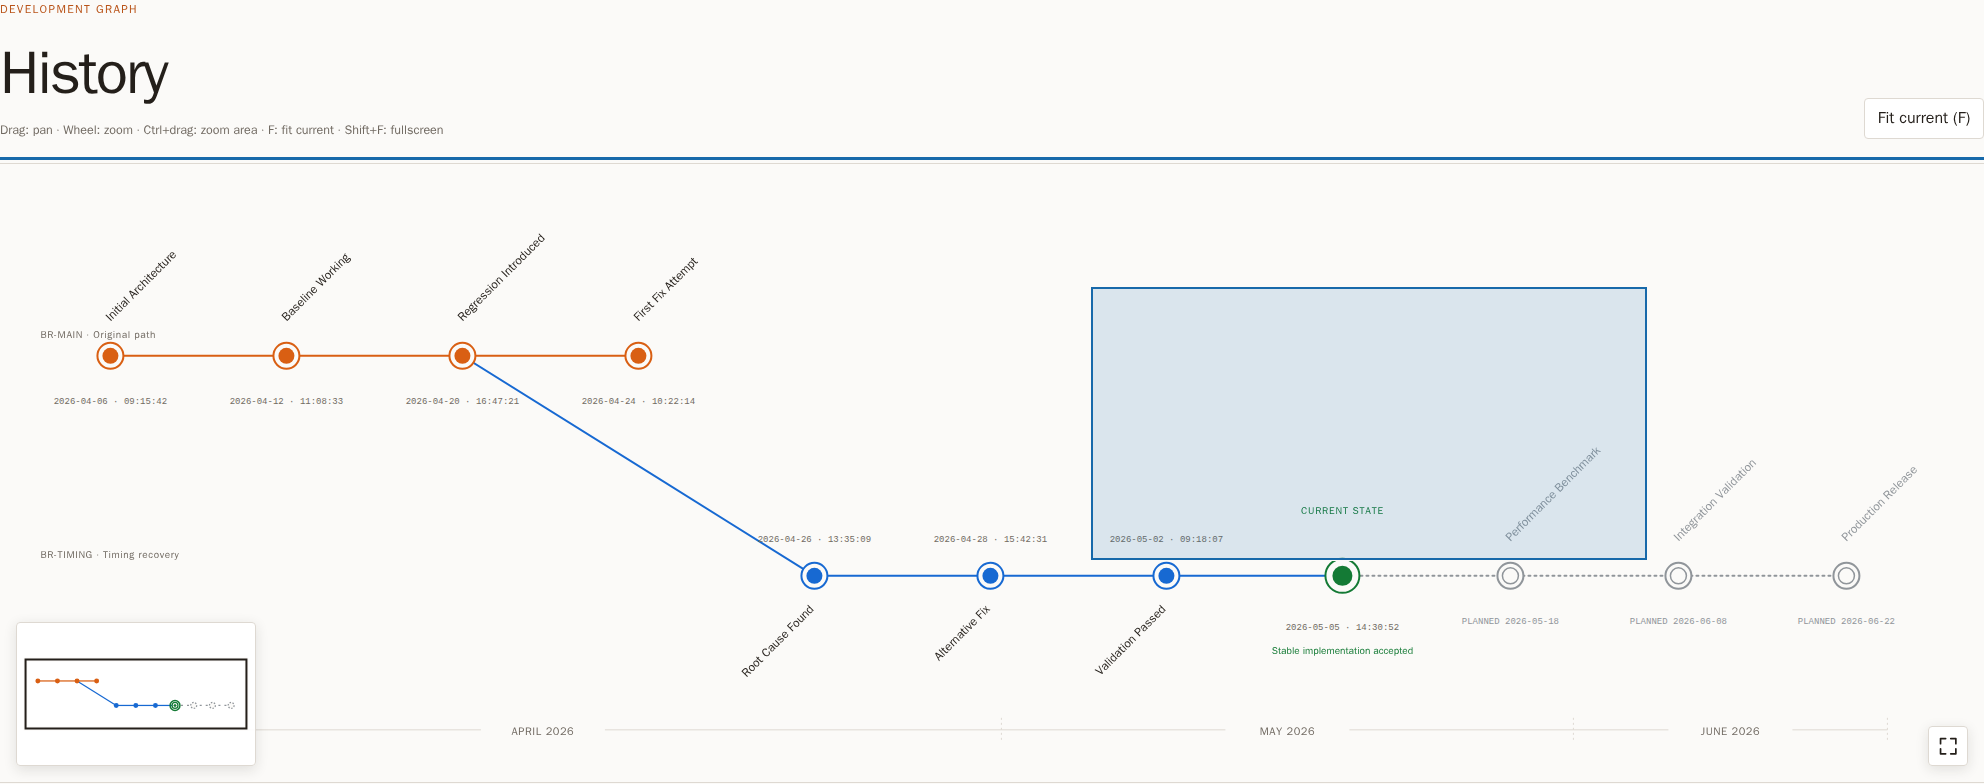 DEVELOPMENT GRAPH
History
Drag: pan · Wheel: zoom · Ctrl+drag: zoom area · F: fit current · Shift+F: fullscreen
Fit current (F)
Initial Architecture
Baseline Working
Regression Introduced
First Fix Attempt
BR-MAIN · Original path
2026-04-06 · 09:15:42
2026-04-12 · 11:08:33
2026-04-20 · 16:47:21
2026-04-24 · 10:22:14
Performance Benchmark
Integration Validation
Production Release
CURRENT STATE
2026-04-26 · 13:35:09
2026-04-28 · 15:42:31
2026-05-02 · 09:18:07
BR-TIMING · Timing recovery
Root Cause Found
Alternative Fix
Validation Passed
2026-05-05 · 14:30:52
Stable implementation accepted
PLANNED 2026-05-18
PLANNED 2026-06-08
PLANNED 2026-06-22
APRIL 2026
MAY 2026
JUNE 2026